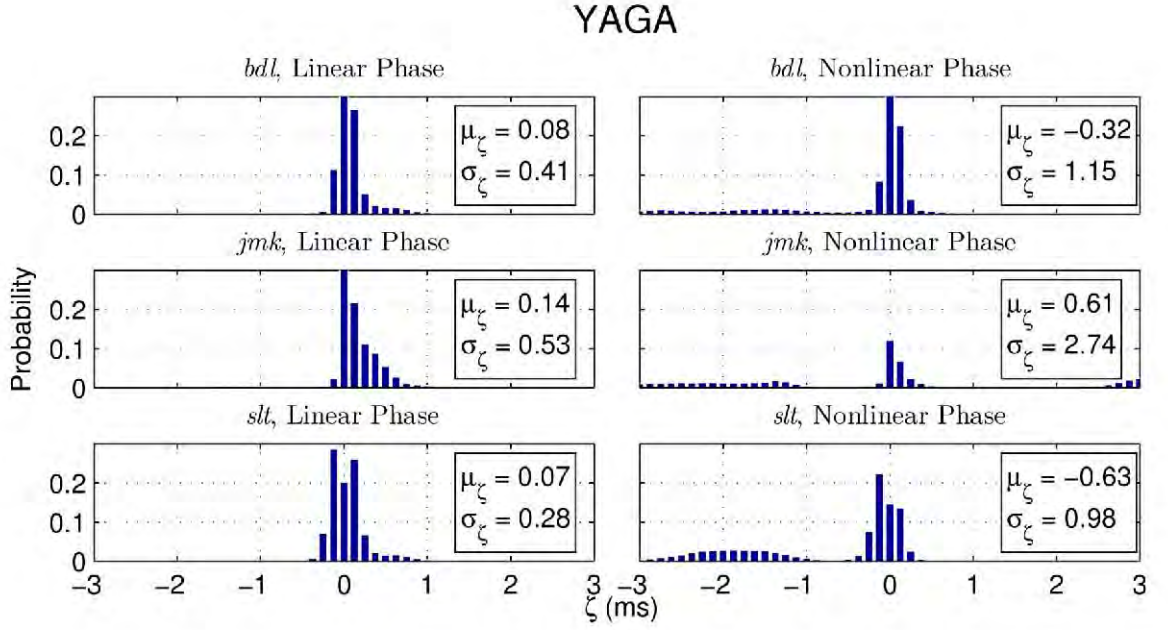 YAGA
bdl, Linear Phase
bdl, Nonlinear Phase
0.2
0.1
0
μζ = 0.08
σζ = 0.41
μζ = −0.32
σζ = 1.15
jmk, Linear Phase
jmk, Nonlinear Phase
Probability
0.2
0.1
0
μζ = 0.14
σζ = 0.53
μζ = 0.61
σζ = 2.74
slt, Linear Phase
slt, Nonlinear Phase
0.2
0.1
0
μζ = 0.07
σζ = 0.28
μζ = −0.63
σζ = 0.98
−3 −2 −1 0 1 2 3
−3 −2 −1 0 1 2 3
ζ (ms)